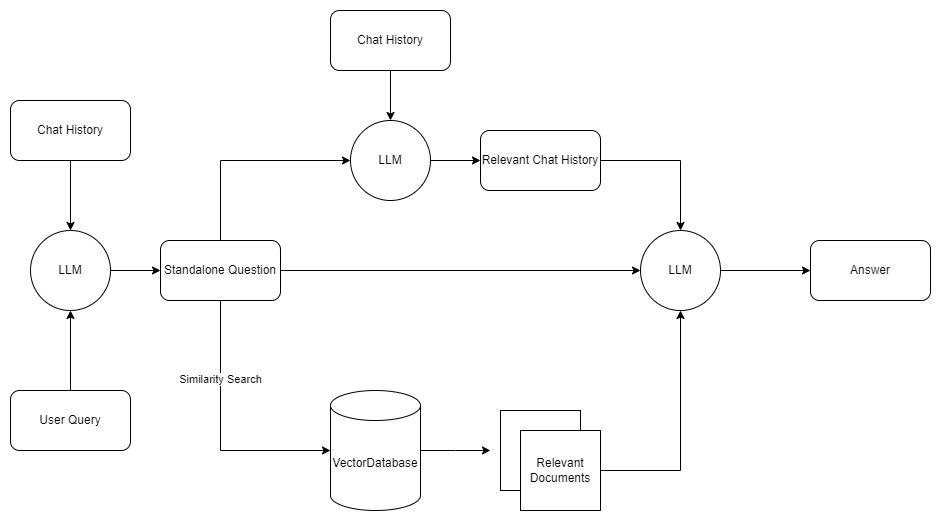 Chat History
Chat History
LLM
Relevant Chat History
LLM
Standalone Question
LLM
Answer
Similarity Search
User Query
VectorDatabase
Relevant
Documents